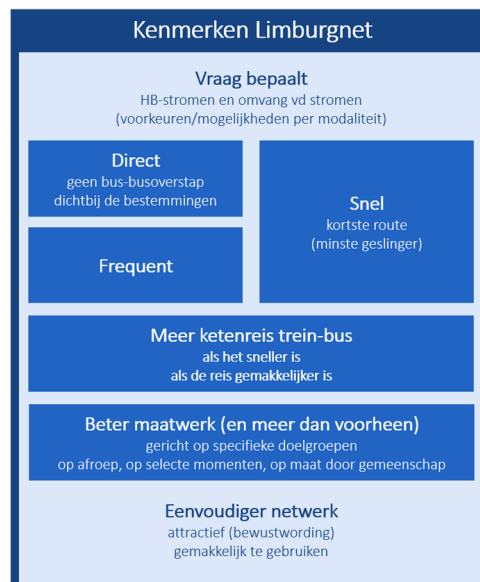 Kenmerken Limburgnet
Vraag bepaalt
HB-stromen en omvang vd stromen
(voorkeuren/mogelijkheden per modaliteit)
Direct
geen bus-busoverstap
dichtbij de bestemmingen
Frequent
Snel
kortste route
(minste geslinger)
Meer ketenreis trein-bus
als het sneller is
als de reis gemakkelijker is
Beter maatwerk (en meer dan voorheen)
gericht op specifieke doelgroepen
op afroep, op selecte momenten, op maat door gemeenschap
Eenvoudiger netwerk
attractief (bewustwording)
gemakkelijk te gebruiken